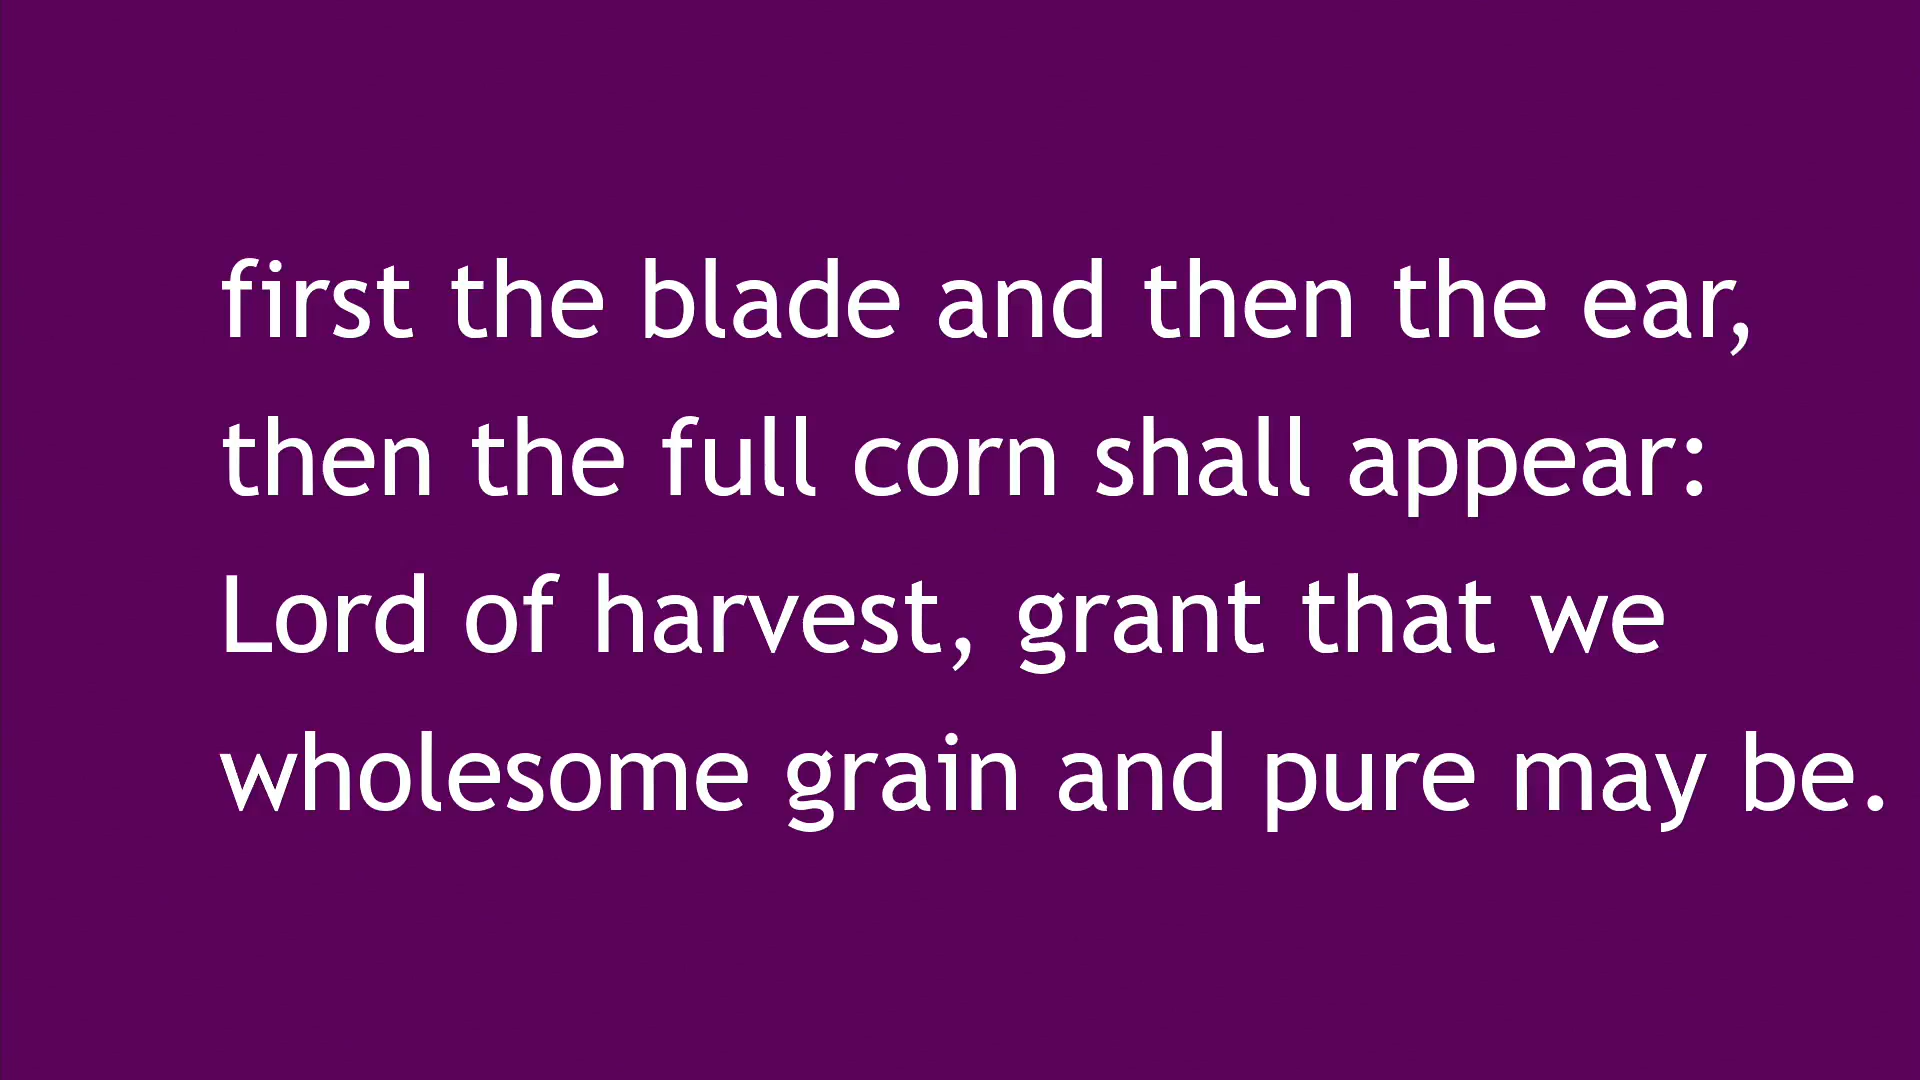 first the blade and then the ear,
then the full corn shall appear:
Lord of harvest, grant that we
wholesome grain and pure may be.